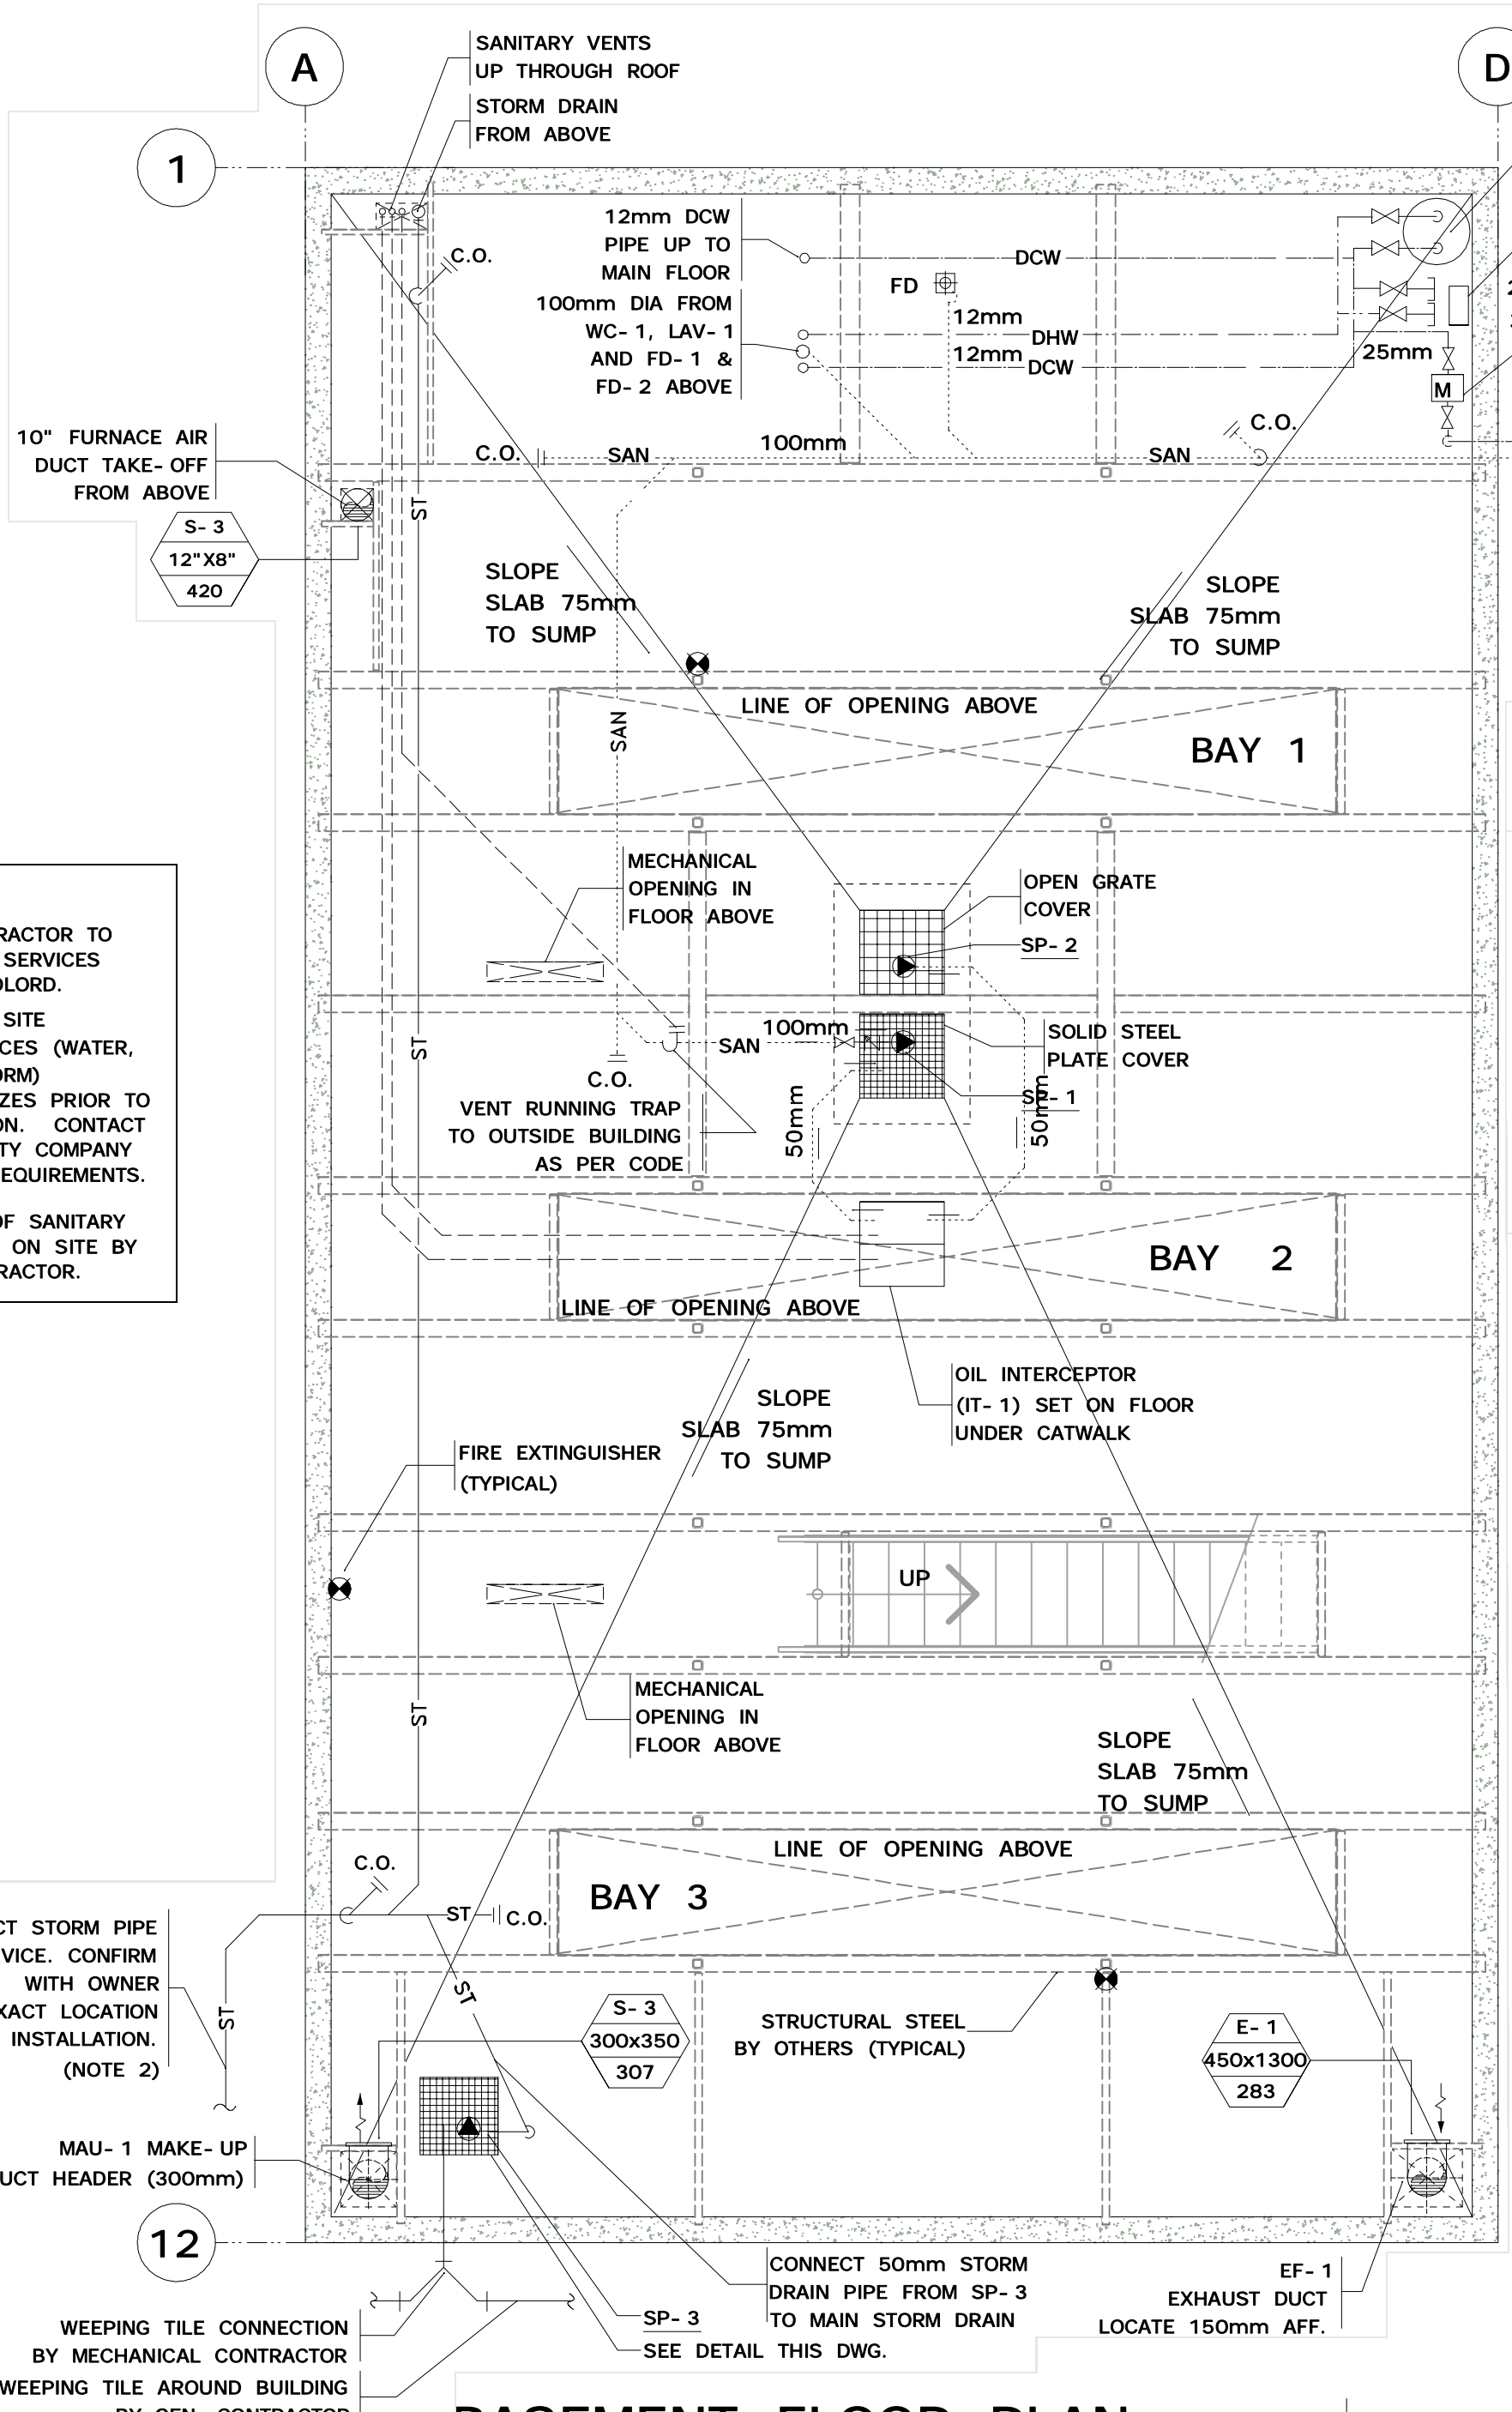 A
D
SANITARY VENTS
UP THROUGH ROOF
STORM DRAIN
FROM ABOVE
1
12mm DCW
PIPE UP TO
MAIN FLOOR
DCW
C.O.
FD
100mm DIA FROM
WC-1, LAV-1
AND FD-1 &
FD-2 ABOVE
12mm
DHW
12mm
DCW
25mm
M
C.O.
10" FURNACE AIR
DUCT TAKE-OFF
FROM ABOVE
C.O.
SAN
100mm
SAN
ST
S-3
12"X8"
420
SLOPE
SLAB 75mm
TO SUMP
SLOPE
SLAB 75mm
TO SUMP
LINE OF OPENING ABOVE
SAN
BAY 1
MECHANICAL
OPENING IN
FLOOR ABOVE
OPEN GRATE
COVER
SP-2
RACTOR TO
SERVICES
DLORD.
SITE
CES (WATER,
ORM)
ZES PRIOR TO
ON. CONTACT
TY COMPANY
EQUIREMENTS.
OF SANITARY
ON SITE BY
RACTOR.
ST
100mm
SAN
SOLID STEEL
PLATE COVER
C.O.
SP-1
50mm
50mm
VENT RUNNING TRAP
TO OUTSIDE BUILDING
AS PER CODE
BAY 2
LINE OF OPENING ABOVE
OIL INTERCEPTOR
(IT-1) SET ON FLOOR
UNDER CATWALK
SLOPE
SLAB 75mm
TO SUMP
FIRE EXTINGUISHER
(TYPICAL)
UP
MECHANICAL
OPENING IN
FLOOR ABOVE
ST
SLOPE
SLAB 75mm
TO SUMP
LINE OF OPENING ABOVE
C.O.
BAY 3
ST
C.O.
CT STORM PIPE
VICE. CONFIRM
WITH OWNER
XACT LOCATION
INSTALLATION.
(NOTE 2)
ST
ST
S-3
300x350
307
STRUCTURAL STEEL
BY OTHERS (TYPICAL)
E-1
450x1300
283
MAU-1 MAKE-UP
UCT HEADER (300mm)
12
CONNECT 50mm STORM
DRAIN PIPE FROM SP-3
TO MAIN STORM DRAIN
EF-1
EXHAUST DUCT
LOCATE 150mm AFF.
SP-3
SEE DETAIL THIS DWG.
WEEPING TILE CONNECTION
BY MECHANICAL CONTRACTOR
WEEPING TILE AROUND BUILDING
BY GEN. CONTRACTOR
BASEMENT FLOOR PLAN